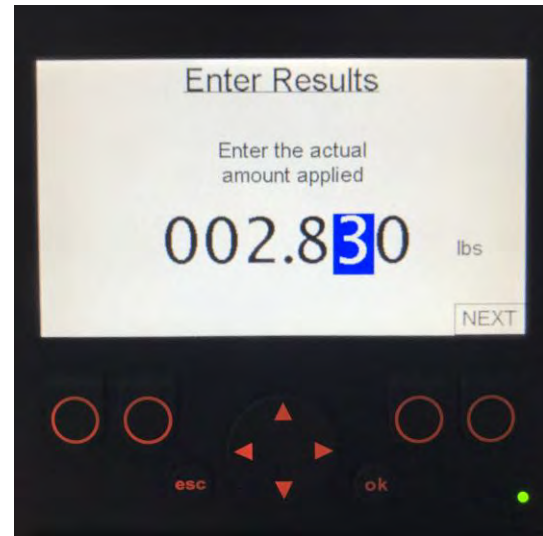 Enter Results
Enter the actual
amount applied
002.830 lbs
NEXT
esc ok